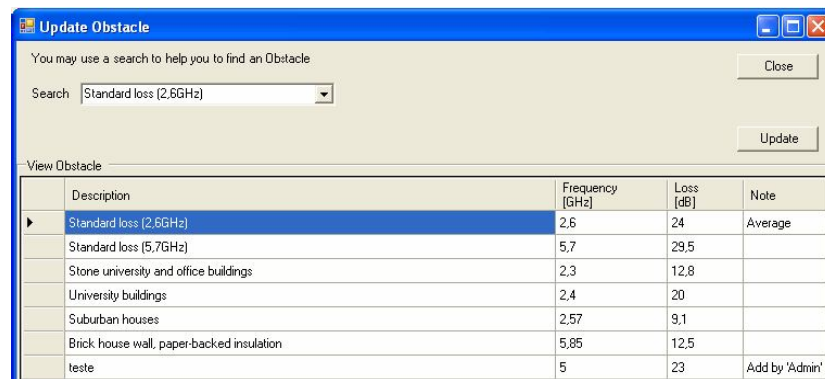 Update Obstacle
You may use a search to help you to find an Obstacle
Close
Search Standard loss (2,6GHz)
Update
View Obstacle
Description Frequency [GHz] Loss [dB] Note
Standard loss (2,6GHz) 2,6 24 Average
Standard loss (5,7GHz) 5,7 29,5
Stone university and office buildings 2,3 12,8
University buildings 2,4 20
Suburban houses 2,57 9,1
Brick house wall, paper-backed insulation 5,85 12,5
teste 5 23 Add by 'Admin'